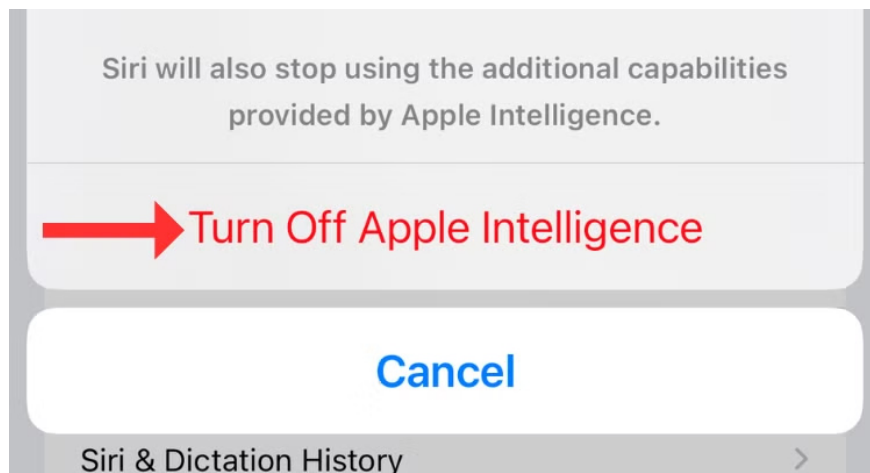 Siri will also stop using the additional capabilities
provided by Apple Intelligence.
Turn Off Apple Intelligence
Cancel
Siri & Dictation History